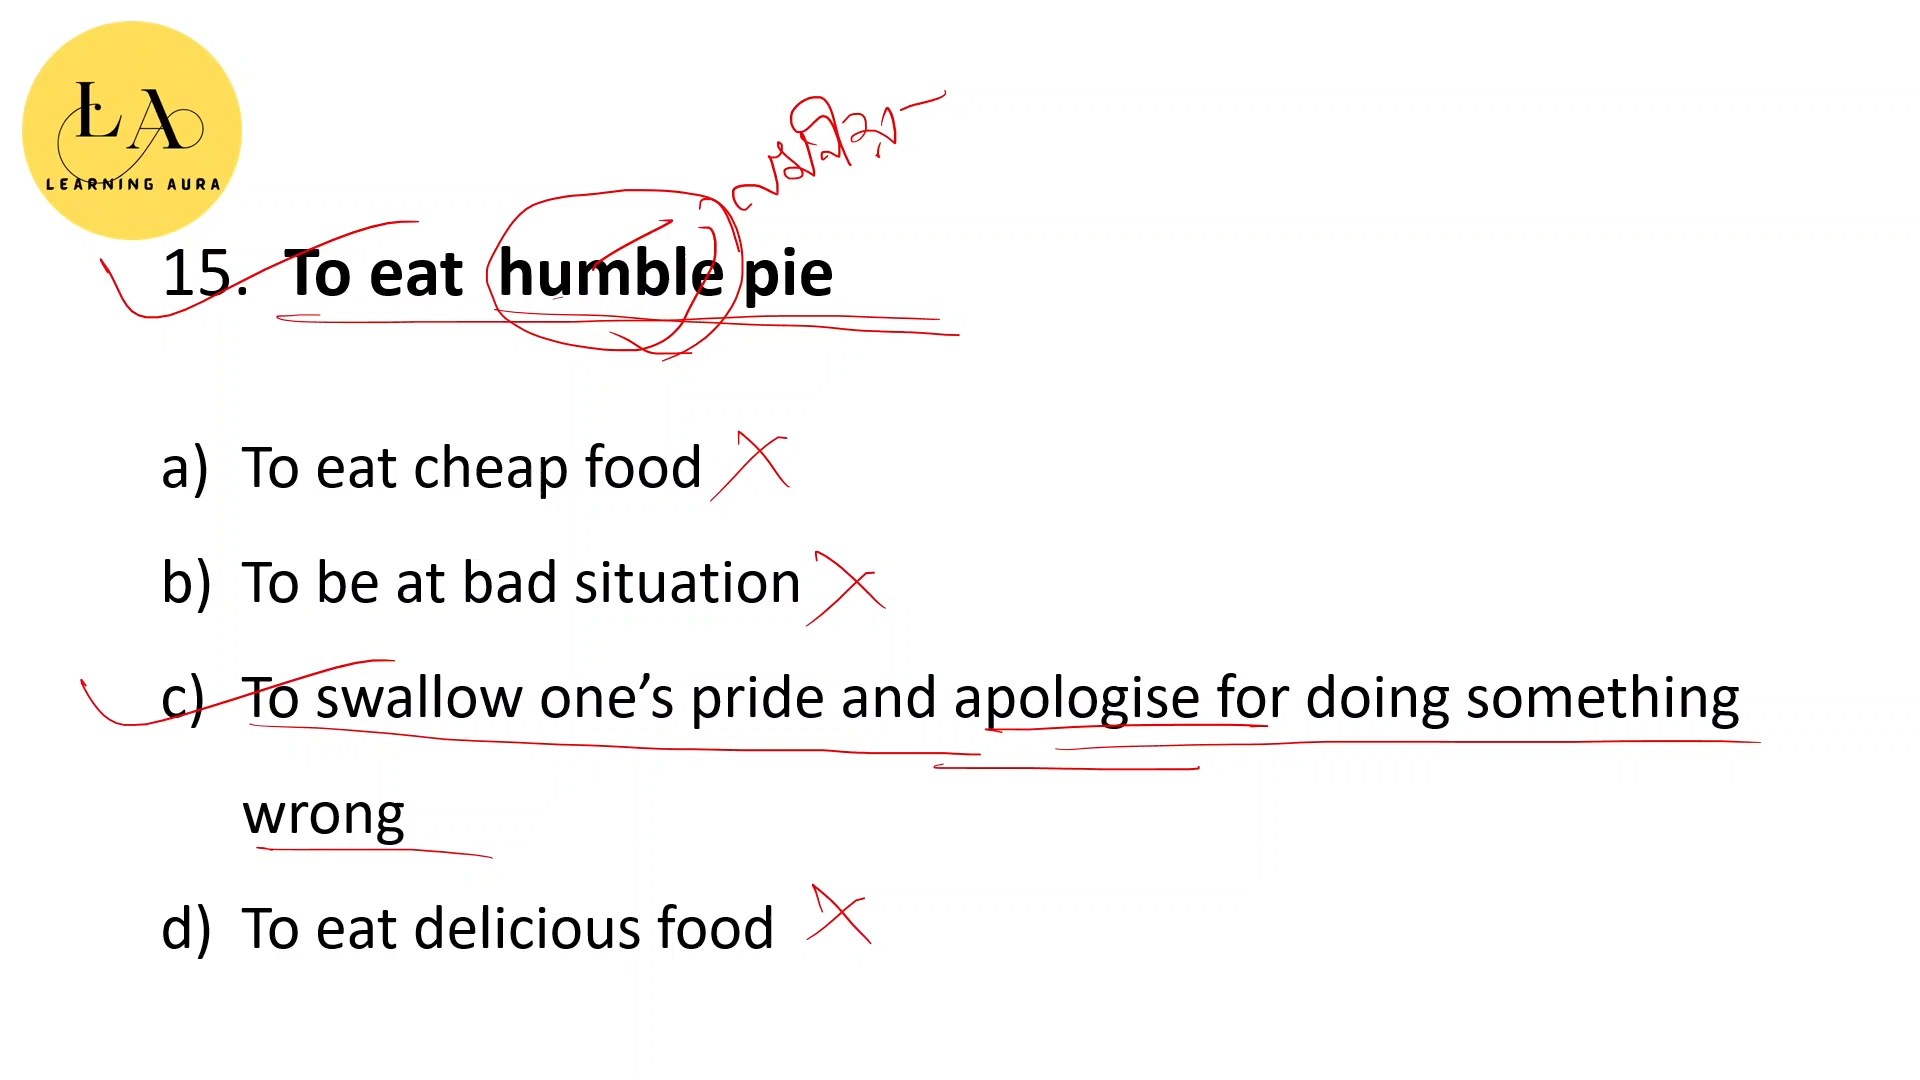 LA
LEARNING AURA
15. To eat humble pie
a) To eat cheap food
b) To be at bad situation
c) To swallow one’s pride and apologise for doing something
wrong
d) To eat delicious food